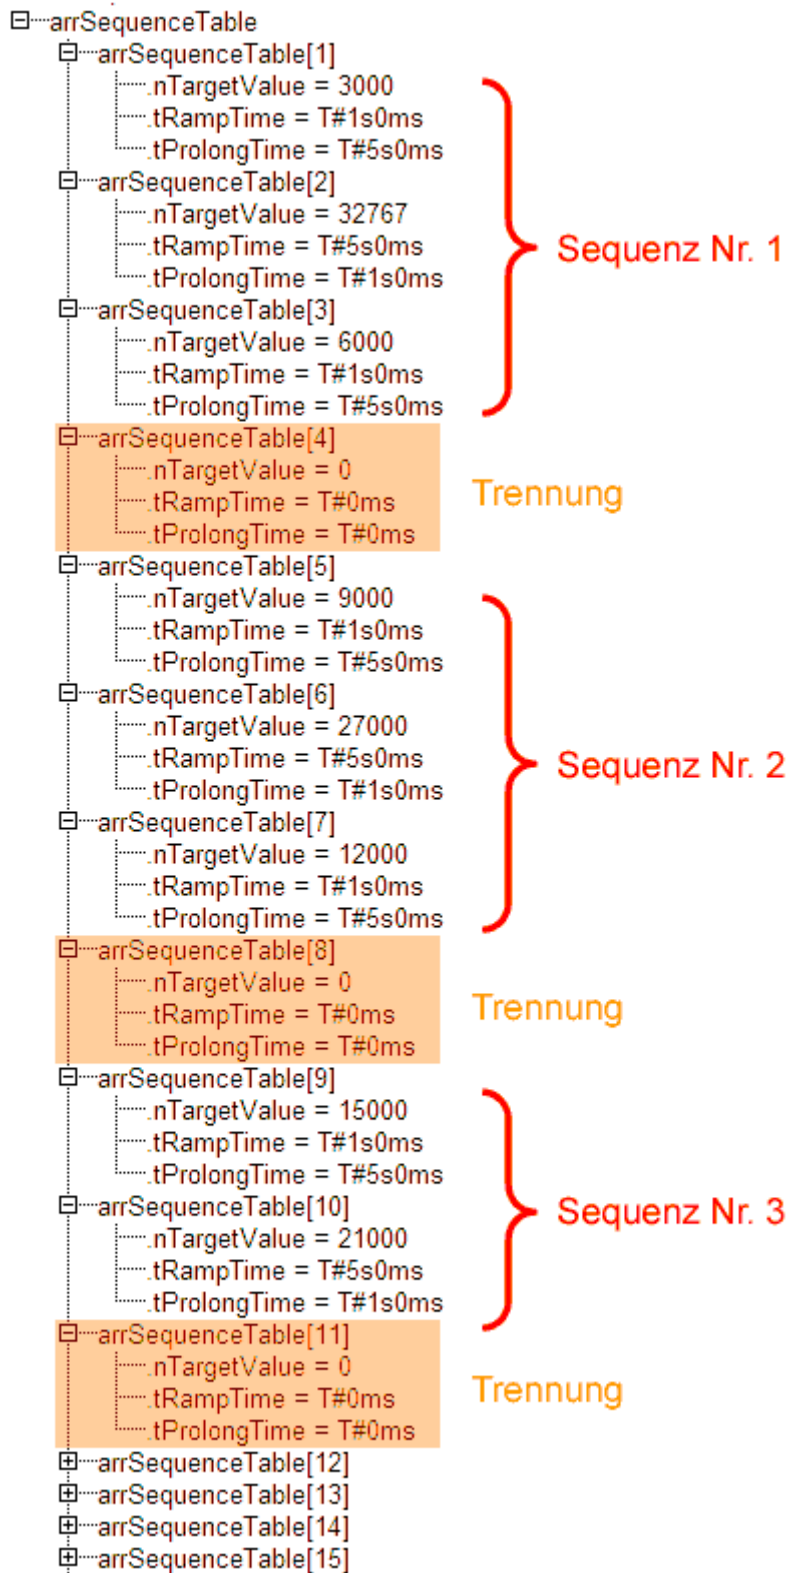 arrSequenceTable
arrSequenceTable[1]
.nTargetValue = 3000
.tRampTime = T#1s0ms
.tProlongTime = T#5s0ms
arrSequenceTable[2]
.nTargetValue = 32767
.tRampTime = T#5s0ms
.tProlongTime = T#1s0ms
arrSequenceTable[3]
.nTargetValue = 6000
.tRampTime = T#1s0ms
.tProlongTime = T#5s0ms
Sequenz Nr. 1
arrSequenceTable[4]
.nTargetValue = 0
.tRampTime = T#0ms
.tProlongTime = T#0ms
Trennung
arrSequenceTable[5]
.nTargetValue = 9000
.tRampTime = T#1s0ms
.tProlongTime = T#5s0ms
arrSequenceTable[6]
.nTargetValue = 27000
.tRampTime = T#5s0ms
.tProlongTime = T#1s0ms
arrSequenceTable[7]
.nTargetValue = 12000
.tRampTime = T#1s0ms
.tProlongTime = T#5s0ms
Sequenz Nr. 2
arrSequenceTable[8]
.nTargetValue = 0
.tRampTime = T#0ms
.tProlongTime = T#0ms
Trennung
arrSequenceTable[9]
.nTargetValue = 15000
.tRampTime = T#1s0ms
.tProlongTime = T#5s0ms
arrSequenceTable[10]
.nTargetValue = 21000
.tRampTime = T#5s0ms
.tProlongTime = T#1s0ms
Sequenz Nr. 3
arrSequenceTable[11]
.nTargetValue = 0
.tRampTime = T#0ms
.tProlongTime = T#0ms
Trennung
arrSequenceTable[12]
arrSequenceTable[13]
arrSequenceTable[14]
arrSequenceTable[15]